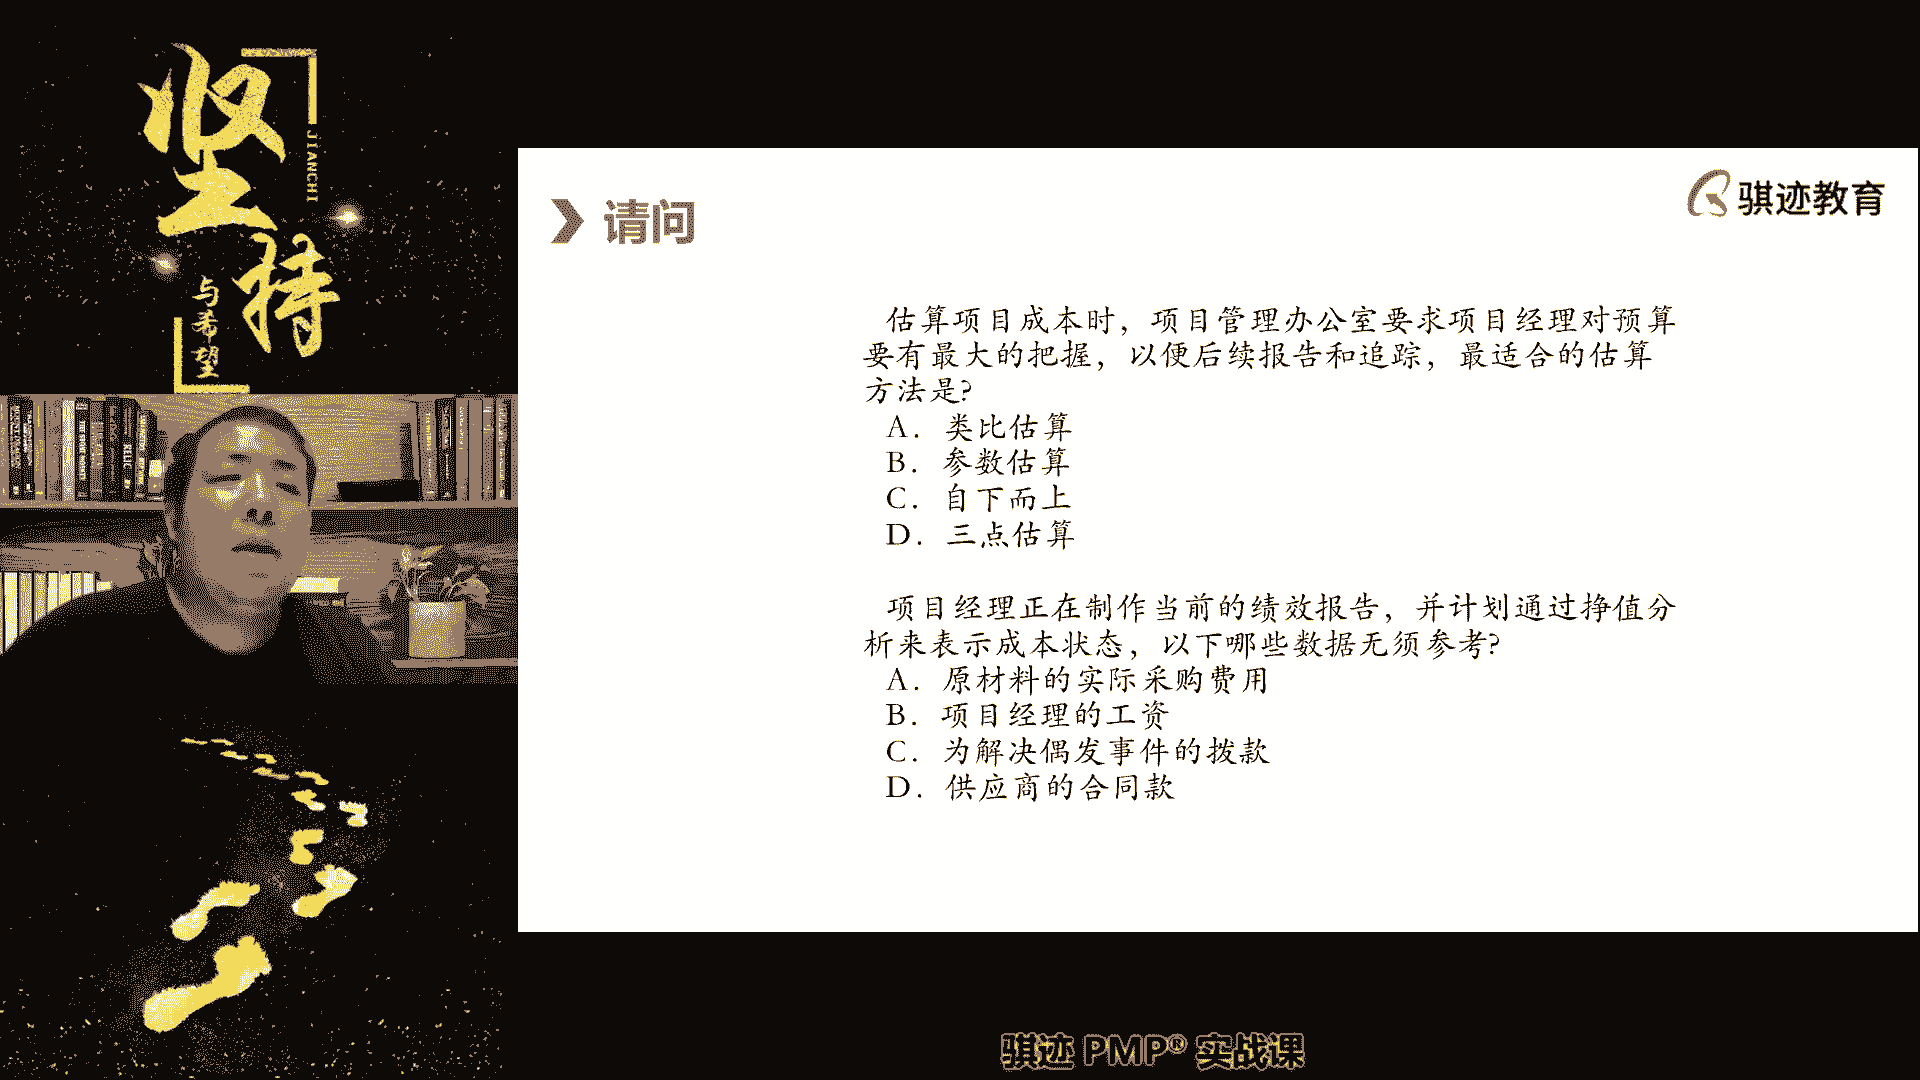 坚持
JIANCHI
与希望
请问
骐迹教育
估算项目成本时，项目管理办公室要求项目经理对预算
要有最大的把握，以便后续报告和追踪，最适合的估算
方法是?
A. 类比估算
B. 参数估算
C. 自下而上
D. 三点估算
项目经理正在制作当前的绩效报告，并计划通过挣值分
析来表示成本状态，以下哪些数据无须参考?
A. 原材料的实际采购费用
B. 项目经理的工资
C. 为解决偶发事件的拨款
D. 供应商的合同款
骐迹 PMP® 实战课